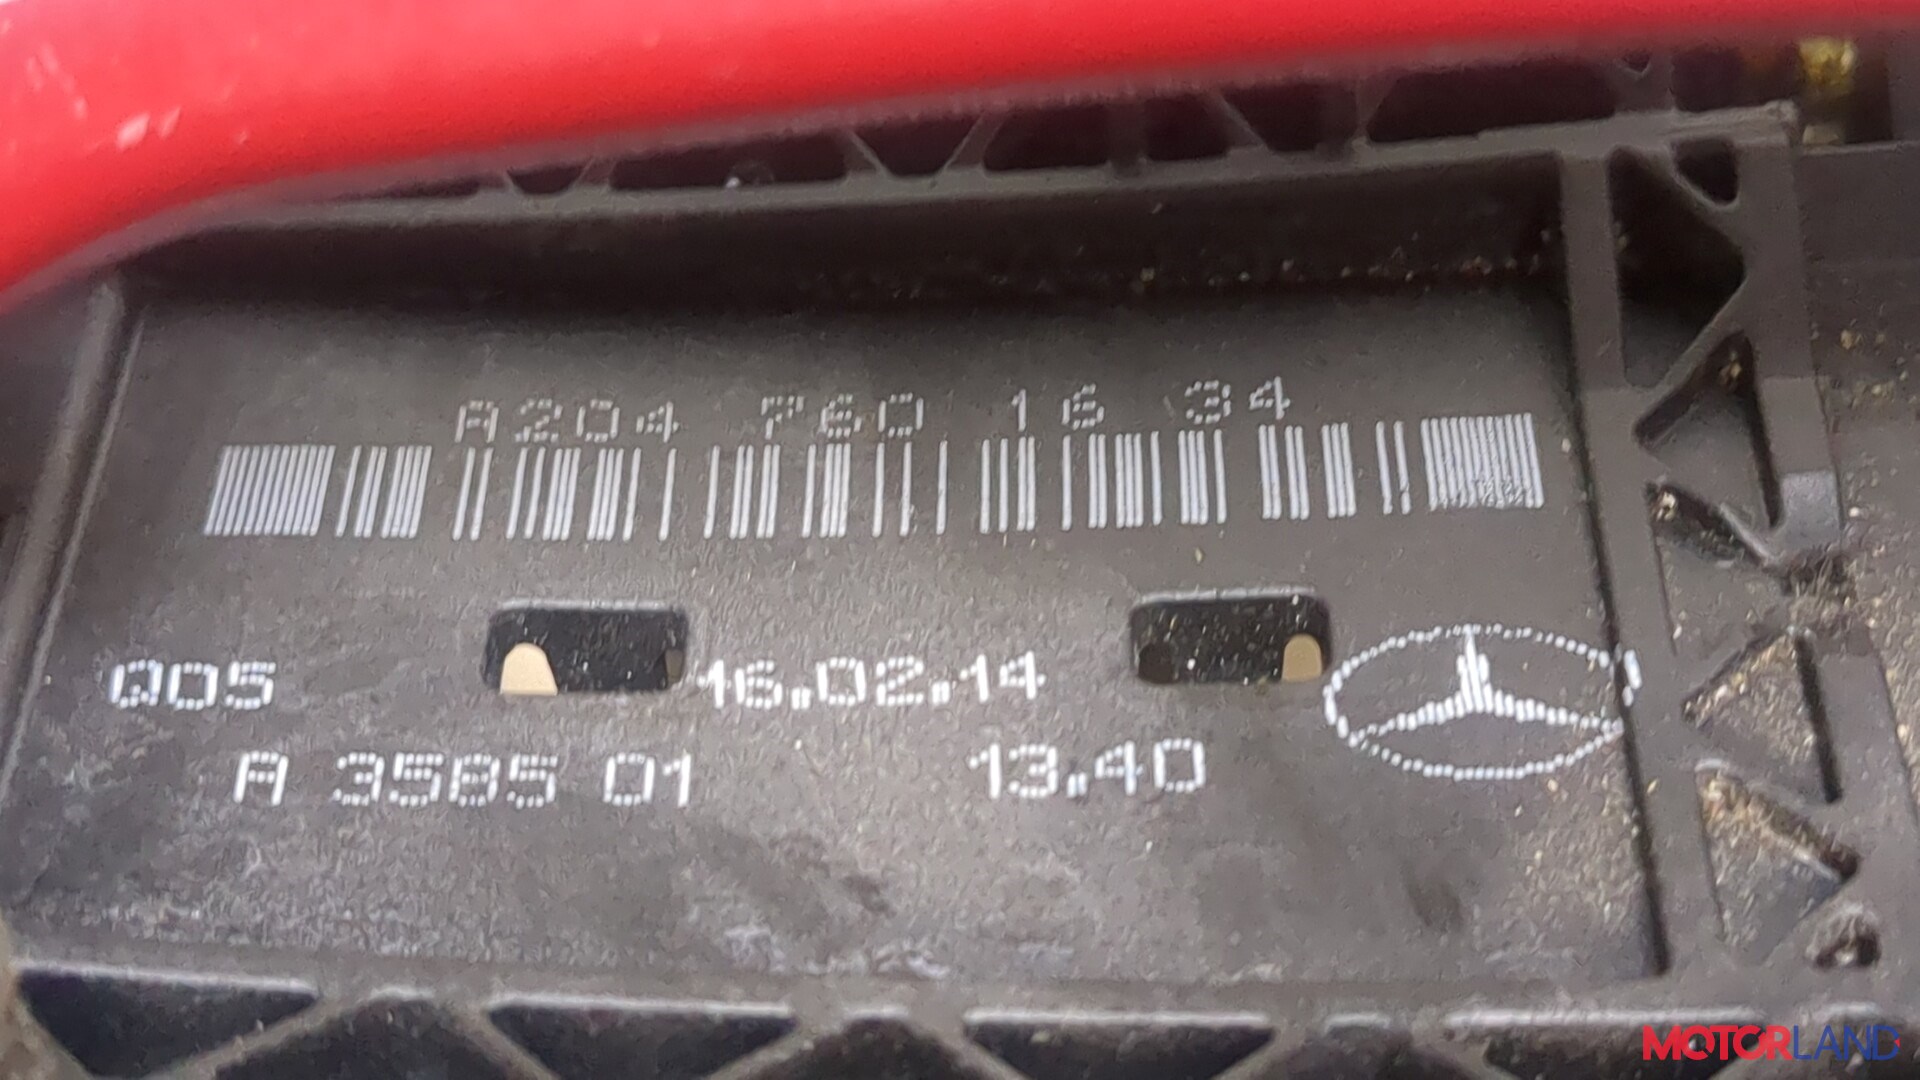 A204 760 16 34
Q05 16.02.14
A 3585 01 13.40
MOTORLAND